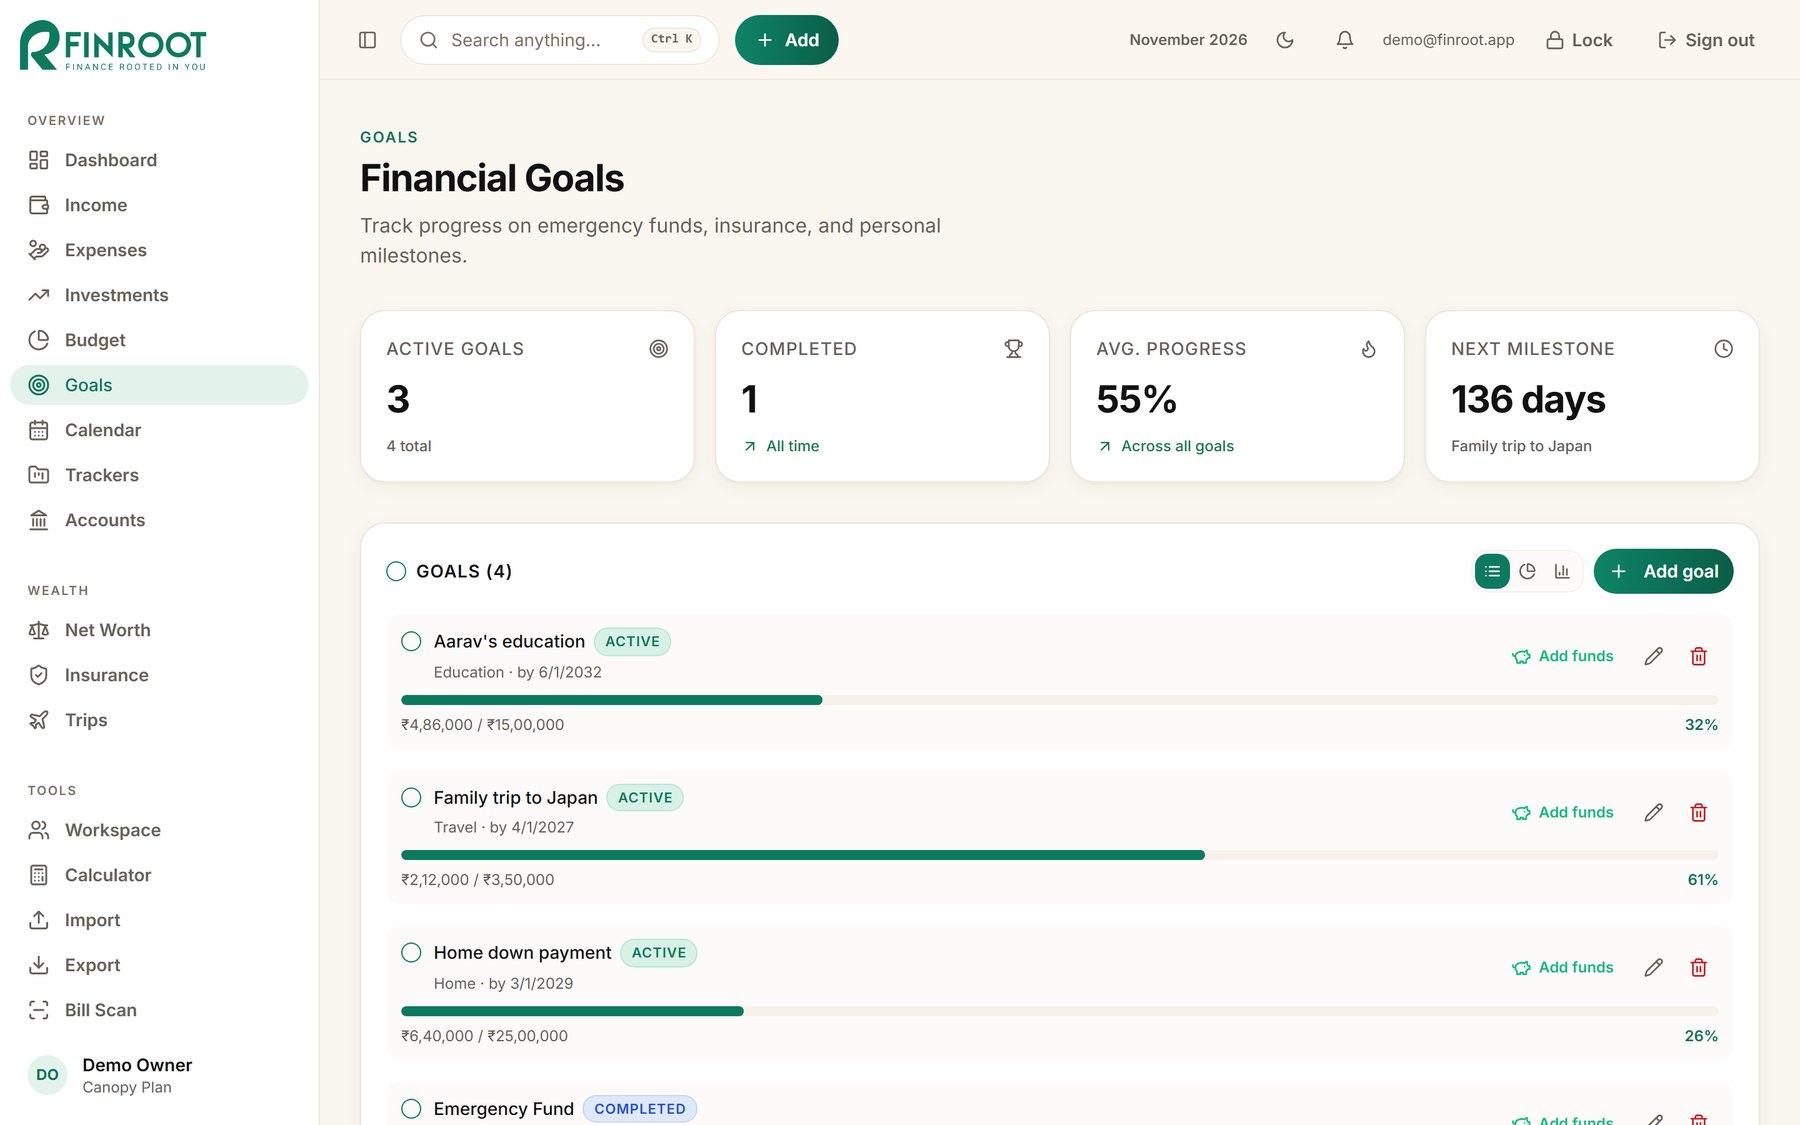 FINROOT
FINANCE ROOTED IN YOU
OVERVIEW
Dashboard
Income
Expenses
Investments
Budget
Goals
Calendar
Trackers
Accounts
WEALTH
Net Worth
Insurance
Trips
TOOLS
Workspace
Calculator
Import
Export
Bill Scan
DO
Demo Owner
Canopy Plan
Search anything...
Ctrl K
Add
November 2026
demo@finroot.app
Lock
Sign out
GOALS
Financial Goals
Track progress on emergency funds, insurance, and personal
milestones.
ACTIVE GOALS
3
4 total
COMPLETED
1
All time
AVG. PROGRESS
55%
Across all goals
NEXT MILESTONE
136 days
Family trip to Japan
GOALS (4)
Add goal
Aarav's education ACTIVE
Education · by 6/1/2032
Add funds
₹4,86,000 / ₹15,00,000
32%
Family trip to Japan ACTIVE
Travel · by 4/1/2027
Add funds
₹2,12,000 / ₹3,50,000
61%
Home down payment ACTIVE
Home · by 3/1/2029
Add funds
₹6,40,000 / ₹25,00,000
26%
Emergency Fund COMPLETED
Add funds